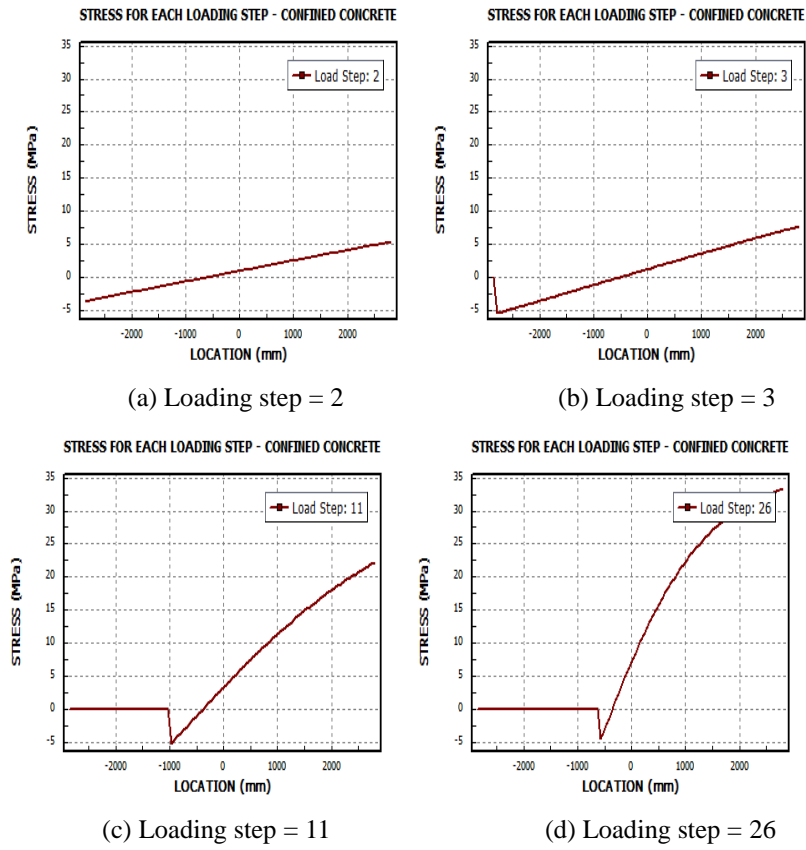 STRESS FOR EACH LOADING STEP - CONFINED CONCRETE
35
30
25
20
15
10
5
0
-5
STRESS (MPa)
Load Step: 2
-2000 -1000 0 1000 2000
LOCATION (mm)
(a) Loading step = 2
STRESS FOR EACH LOADING STEP - CONFINED CONCRETE
35
30
25
20
15
10
5
0
-5
STRESS (MPa)
Load Step: 3
-2000 -1000 0 1000 2000
LOCATION (mm)
(b) Loading step = 3
STRESS FOR EACH LOADING STEP - CONFINED CONCRETE
35
30
25
20
15
10
5
0
-5
STRESS (MPa)
Load Step: 11
-2000 -1000 0 1000 2000
LOCATION (mm)
(c) Loading step = 11
STRESS FOR EACH LOADING STEP - CONFINED CONCRETE
35
30
25
20
15
10
5
0
-5
STRESS (MPa)
Load Step: 26
-2000 -1000 0 1000 2000
LOCATION (mm)
(d) Loading step = 26